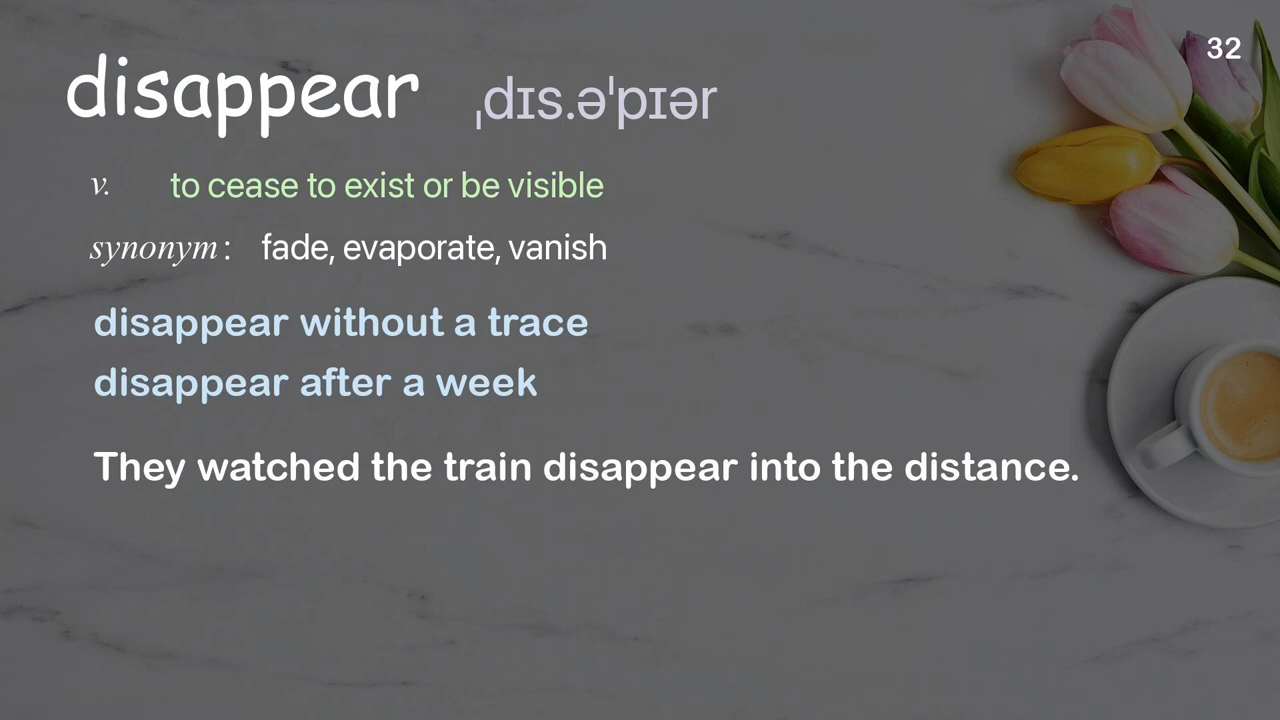 32
disappear ˌdɪs.əˈpɪər
v. to cease to exist or be visible
synonym: fade, evaporate, vanish
disappear without a trace
disappear after a week
They watched the train disappear into the distance.